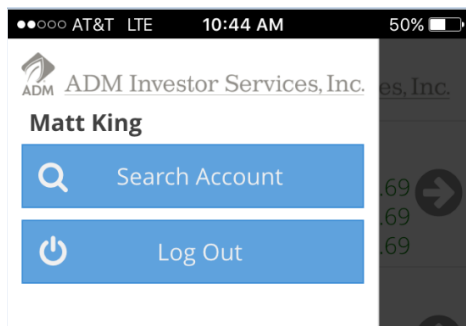 AT&T LTE 10:44 AM 50%
ADM ADM Investor Services, Inc. es, Inc.
Matt King
Search Account
.69
.69
Log Out
.69